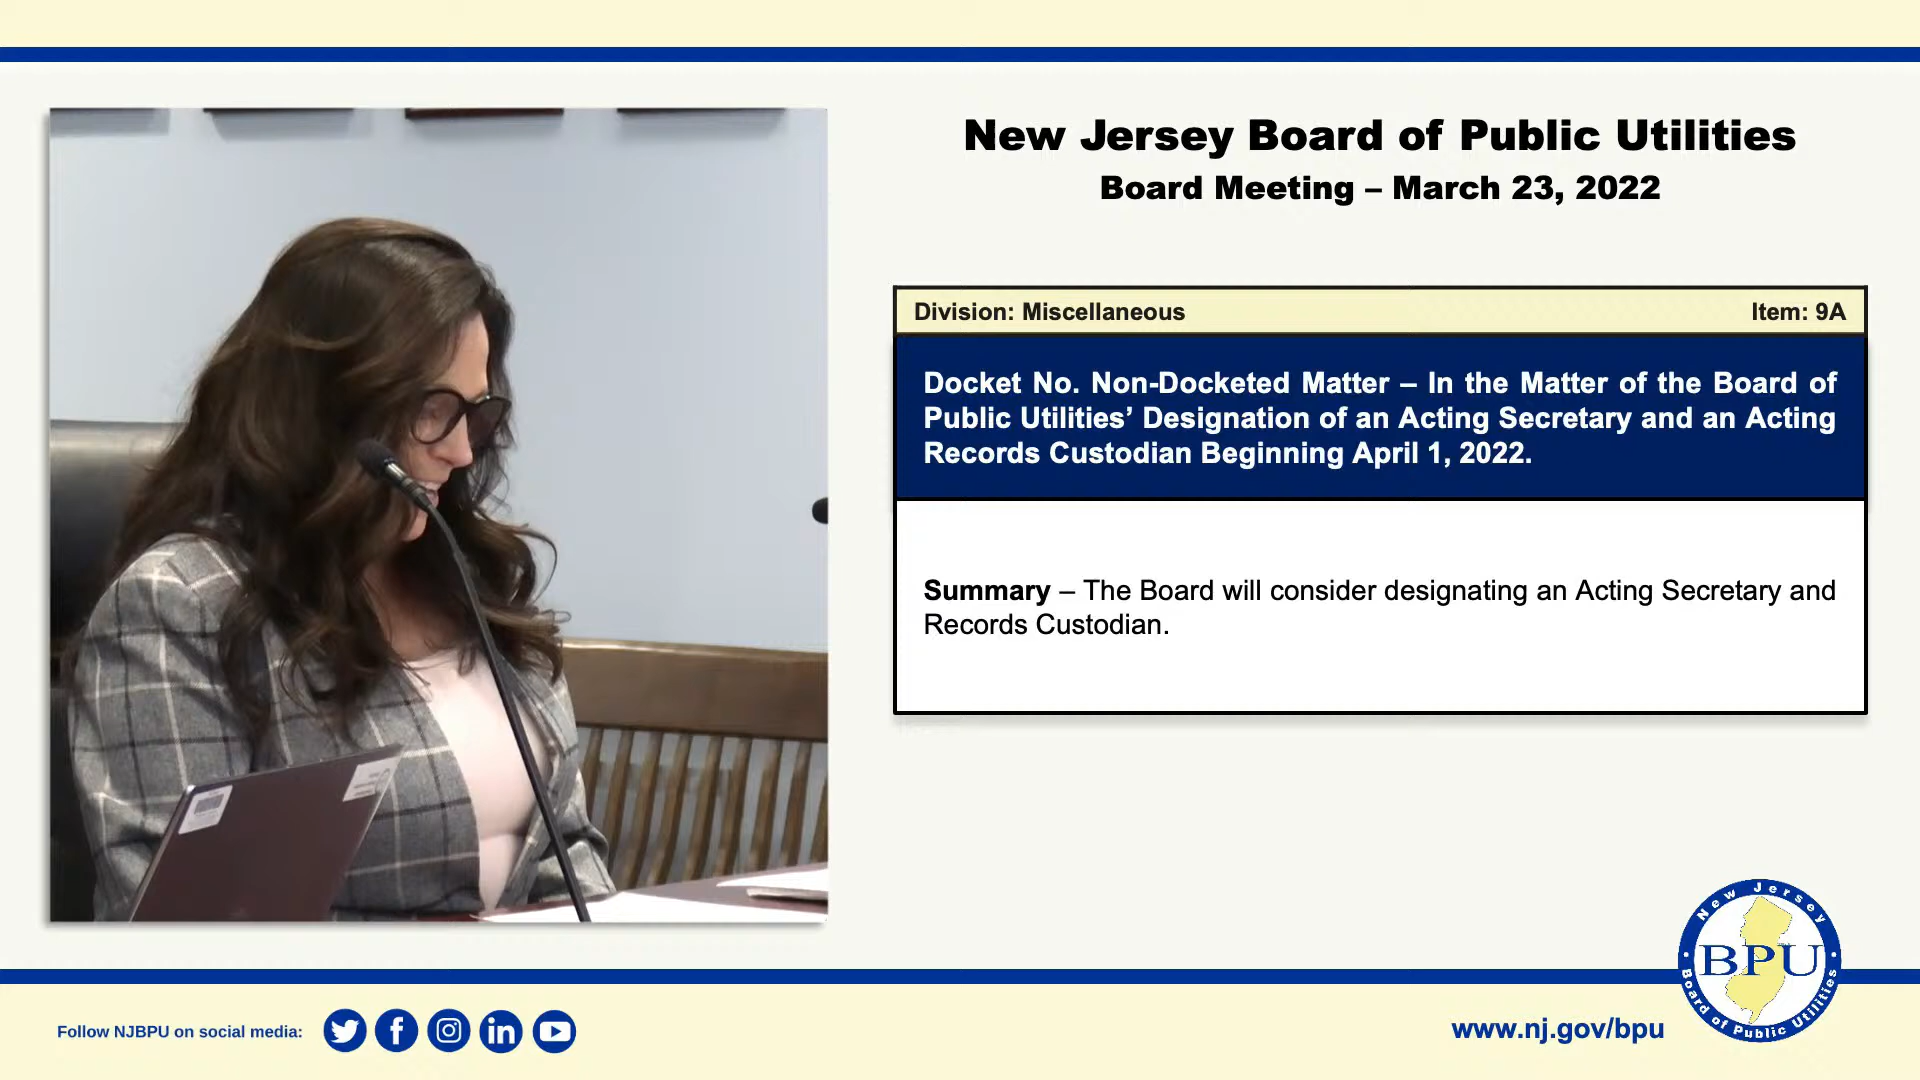 New Jersey Board of Public Utilities
Board Meeting – March 23, 2022
Division: Miscellaneous Item: 9A
Docket No. Non-Docketed Matter – In the Matter of the Board of
Public Utilities’ Designation of an Acting Secretary and an Acting
Records Custodian Beginning April 1, 2022.
Summary – The Board will consider designating an Acting Secretary and
Records Custodian.
Follow NJBPU on social media:
www.nj.gov/bpu
New Jersey
BPU
Board of Public Utilities